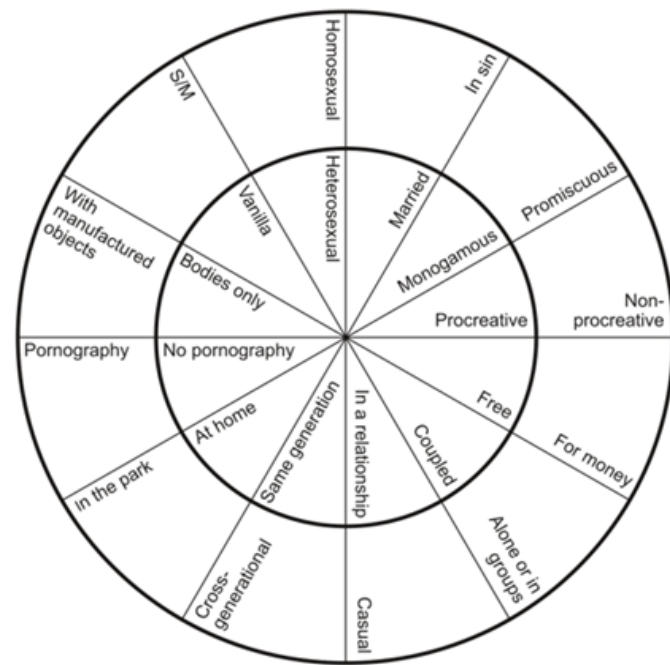 Homosexual
Heterosexual
In sin
Married
Promiscuous
Monogamous
Non-
procreative
Procreative
For money
Free
Alone or in
groups
Coupled
Casual
In a relationship
Cross-
generational
Same generation
In the park
At home
Pornography
No pornography
With
manufactured
objects
Bodies only
S/M
Vanilla